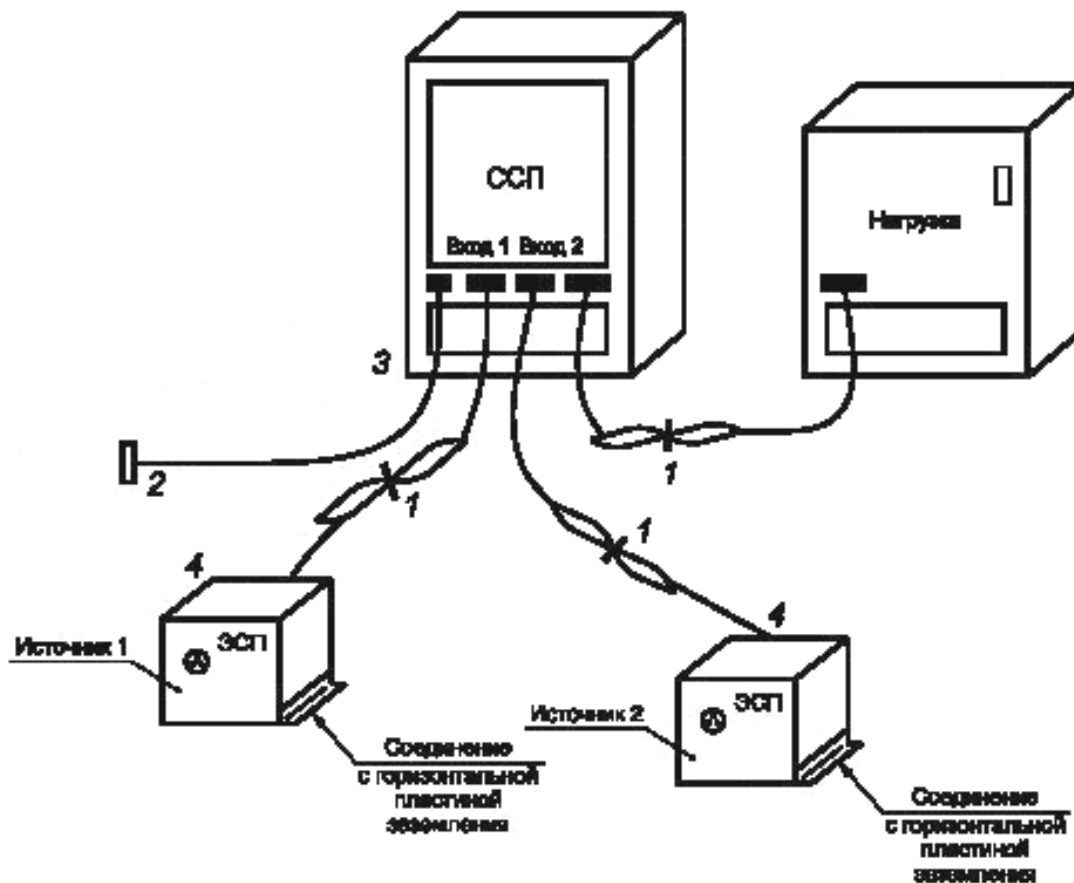 ССП
Вход 1 Вход 2
Нагрузка
3
2
1
1
1
4
ЭСП
Источник 1
Соединение
с горизонтальной
пластиной
заземления
4
ЭСП
Источник 2
Соединение
с горизонтальной
пластиной
заземления